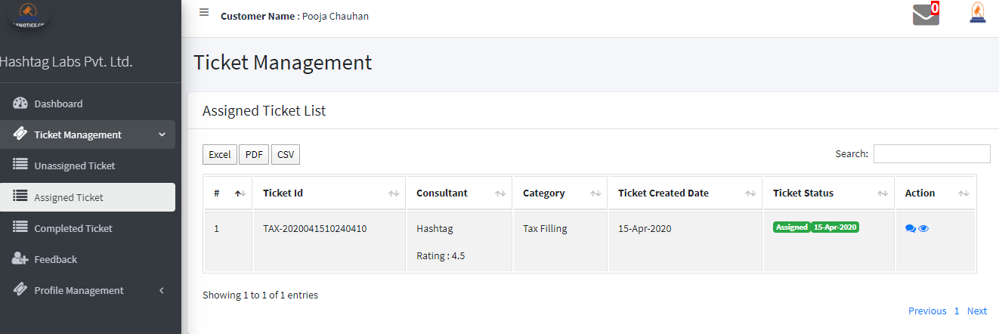 ENOTICE.CO
Customer Name : Pooja Chauhan
0
Hashtag Labs Pvt. Ltd.
Dashboard
Ticket Management
Unassigned Ticket
Assigned Ticket
Completed Ticket
Feedback
Profile Management
Ticket Management
Assigned Ticket List
Excel PDF CSV
Search:
# Ticket Id Consultant Category Ticket Created Date Ticket Status Action
1 TAX-2020041510240410 Hashtag Tax Filling 15-Apr-2020 Assigned 15-Apr-2020
Rating : 4.5
Showing 1 to 1 of 1 entries
Previous 1 Next